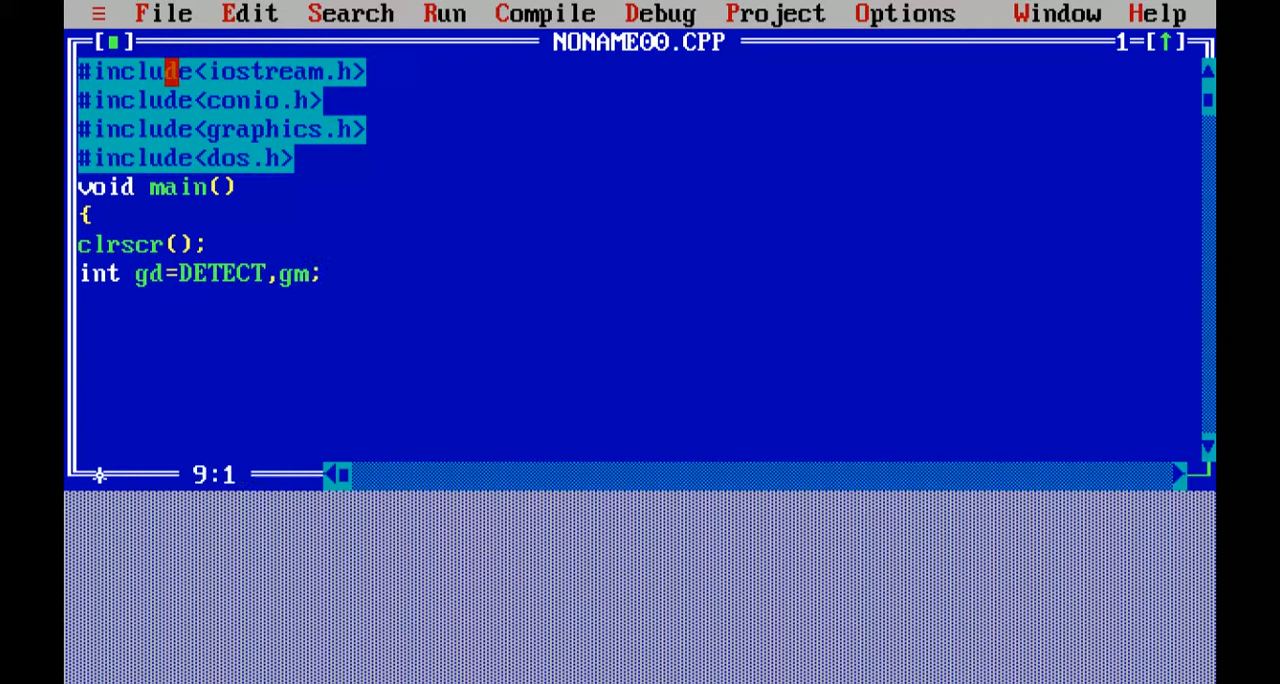 ≡ File Edit Search Run Compile Debug Project Options Window Help
[■] NONAME00.CPP 1=[↑]
#include<iostream.h>
#include<conio.h>
#include<graphics.h>
#include<dos.h>
void main()
{
clrscr();
int gd=DETECT,gm;
9:1